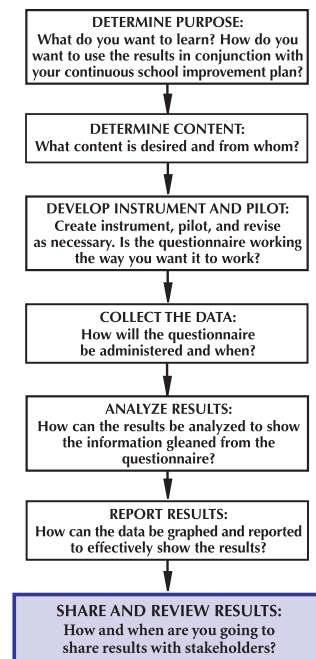 DETERMINE PURPOSE:
What do you want to learn? How do you
want to use the results in conjunction with
your continuous school improvement plan?
DETERMINE CONTENT:
What content is desired and from whom?
DEVELOP INSTRUMENT AND PILOT:
Create instrument, pilot, and revise
as necessary. Is the questionnaire working
the way you want it to work?
COLLECT THE DATA:
How will the questionnaire
be administered and when?
ANALYZE RESULTS:
How can the results be analyzed to show
the information gleaned from the
questionnaire?
REPORT RESULTS:
How can the data be graphed and reported
to effectively show the results?
SHARE AND REVIEW RESULTS:
How and when are you going to
share results with stakeholders?